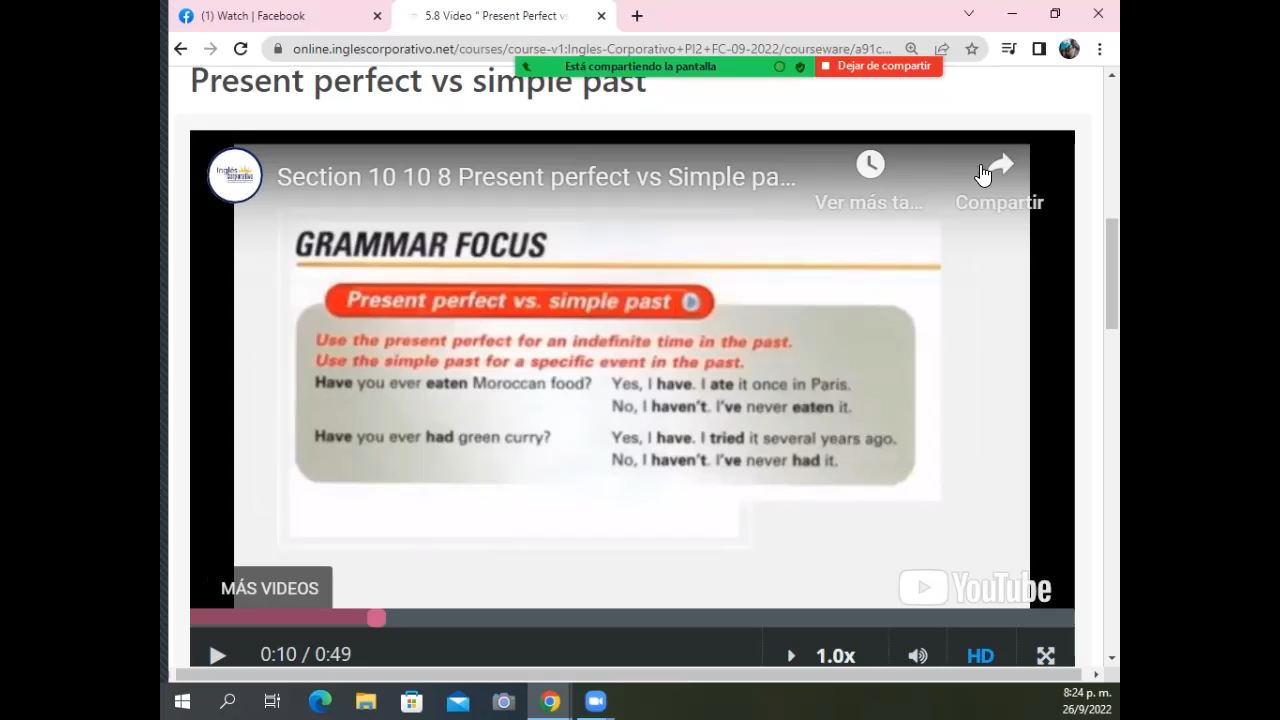 (1) Watch | Facebook
5.8 Video " Present Perfect vs
online.inglescorporativo.net/courses/course-v1:Ingles-Corporativo+PI2+FC-09-2022/courseware/a91c...
Está compartiendo la pantalla
Dejar de compartir
Present perfect vs simple past
Inglés corporativo
Section 10 10 8 Present perfect vs Simple pa...
Ver más ta...
Compartir
GRAMMAR FOCUS
Present perfect vs. simple past
Use the present perfect for an indefinite time in the past.
Use the simple past for a specific event in the past.
Have you ever eaten Moroccan food? Yes, I have. I ate it once in Paris.
No, I haven't. I've never eaten it.
Have you ever had green curry? Yes, I have. I tried it several years ago.
No, I haven't. I've never had it.
MÁS VIDEOS
YouTube
0:10 / 0:49
1.0x
HD
8:24 p. m.
26/9/2022